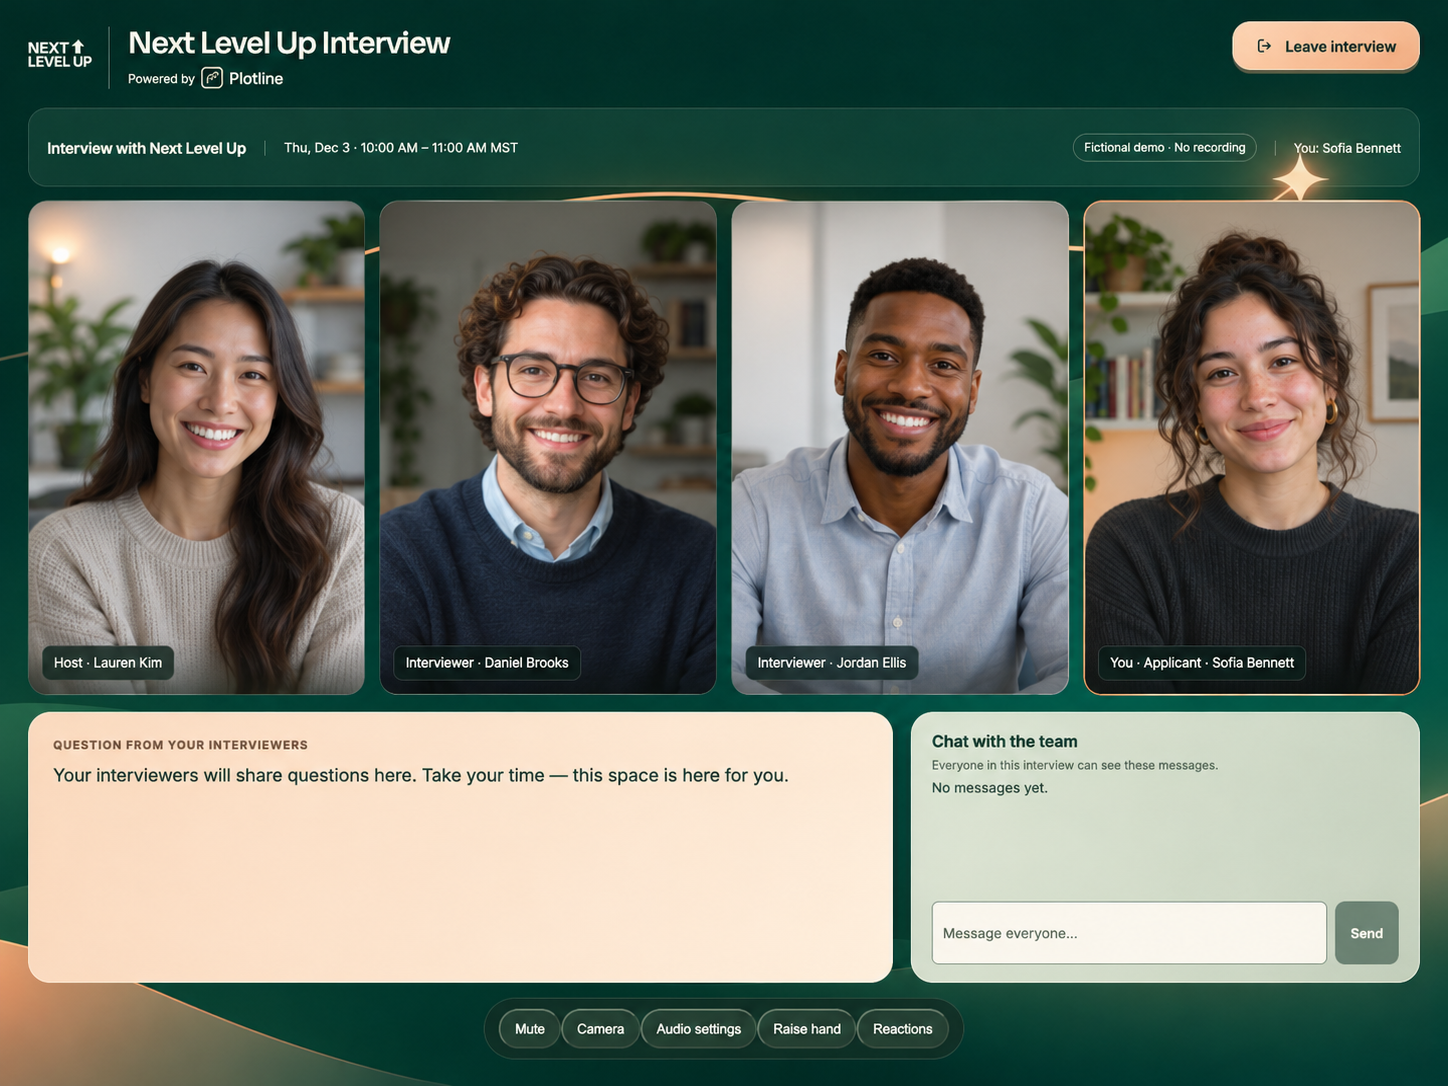 NEXT
LEVEL UP
Next Level Up Interview
Powered by Plotline
Leave interview
Interview with Next Level Up
Thu, Dec 3 · 10:00 AM – 11:00 AM MST
Fictional demo · No recording
You: Sofia Bennett
Host · Lauren Kim
Interviewer · Daniel Brooks
Interviewer · Jordan Ellis
You · Applicant · Sofia Bennett
QUESTION FROM YOUR INTERVIEWERS
Your interviewers will share questions here. Take your time — this space is here for you.
Chat with the team
Everyone in this interview can see these messages.
No messages yet.
Message everyone...
Send
Mute
Camera
Audio settings
Raise hand
Reactions